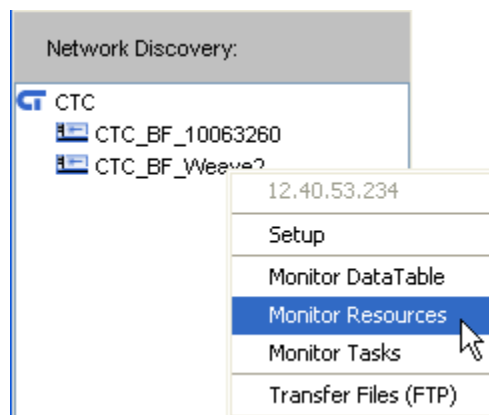 Network Discovery:
CTC
CTC_BF_10063260
CTC_BF_Weave2
12.40.53.234
Setup
Monitor DataTable
Monitor Resources
Monitor Tasks
Transfer Files (FTP)